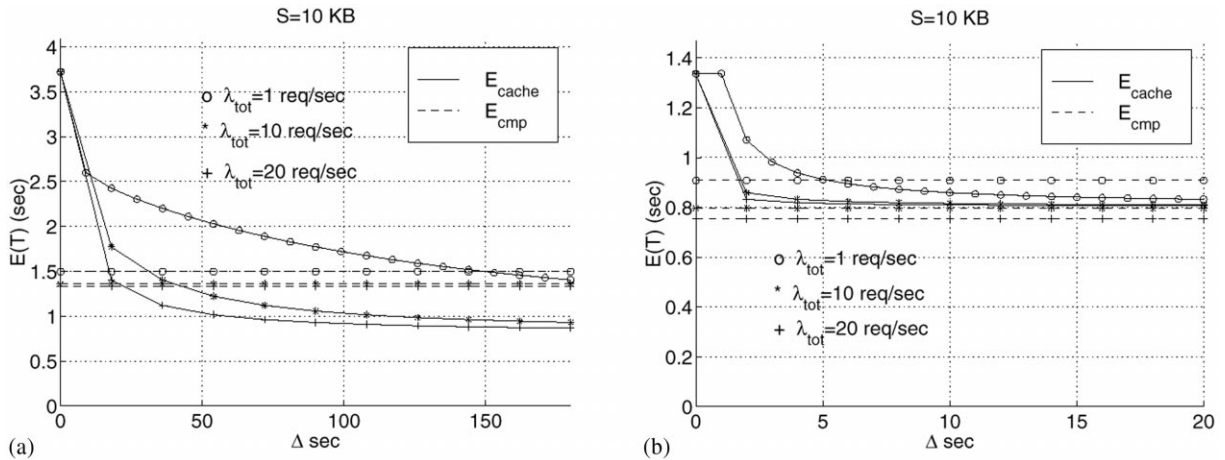 S=10 KB
4
3.5
3
2.5
2
1.5
1
0.5
0
E(T) (sec)
E_cache
E_cmp
o λ_tot=1 req/sec
* λ_tot=10 req/sec
+ λ_tot=20 req/sec
0 50 100 150
Δ sec
(a)
S=10 KB
1.4
1.2
1
0.8
0.6
0.4
0.2
0
E(T) (sec)
E_cache
E_cmp
o λ_tot=1 req/sec
* λ_tot=10 req/sec
+ λ_tot=20 req/sec
0 5 10 15 20
Δ sec
(b)